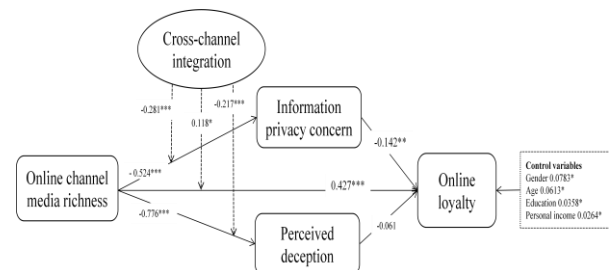 Cross-channel
integration
-0.281***
0.118*
-0.217***
Information
privacy concern
-0.142**
Online channel
media richness
- 0.524***
0.427***
Online
loyalty
Control variables
Gender 0.0783*
Age 0.0613*
Education 0.0358*
Personal income 0.0264*
-0.776***
-0.061
Perceived
deception